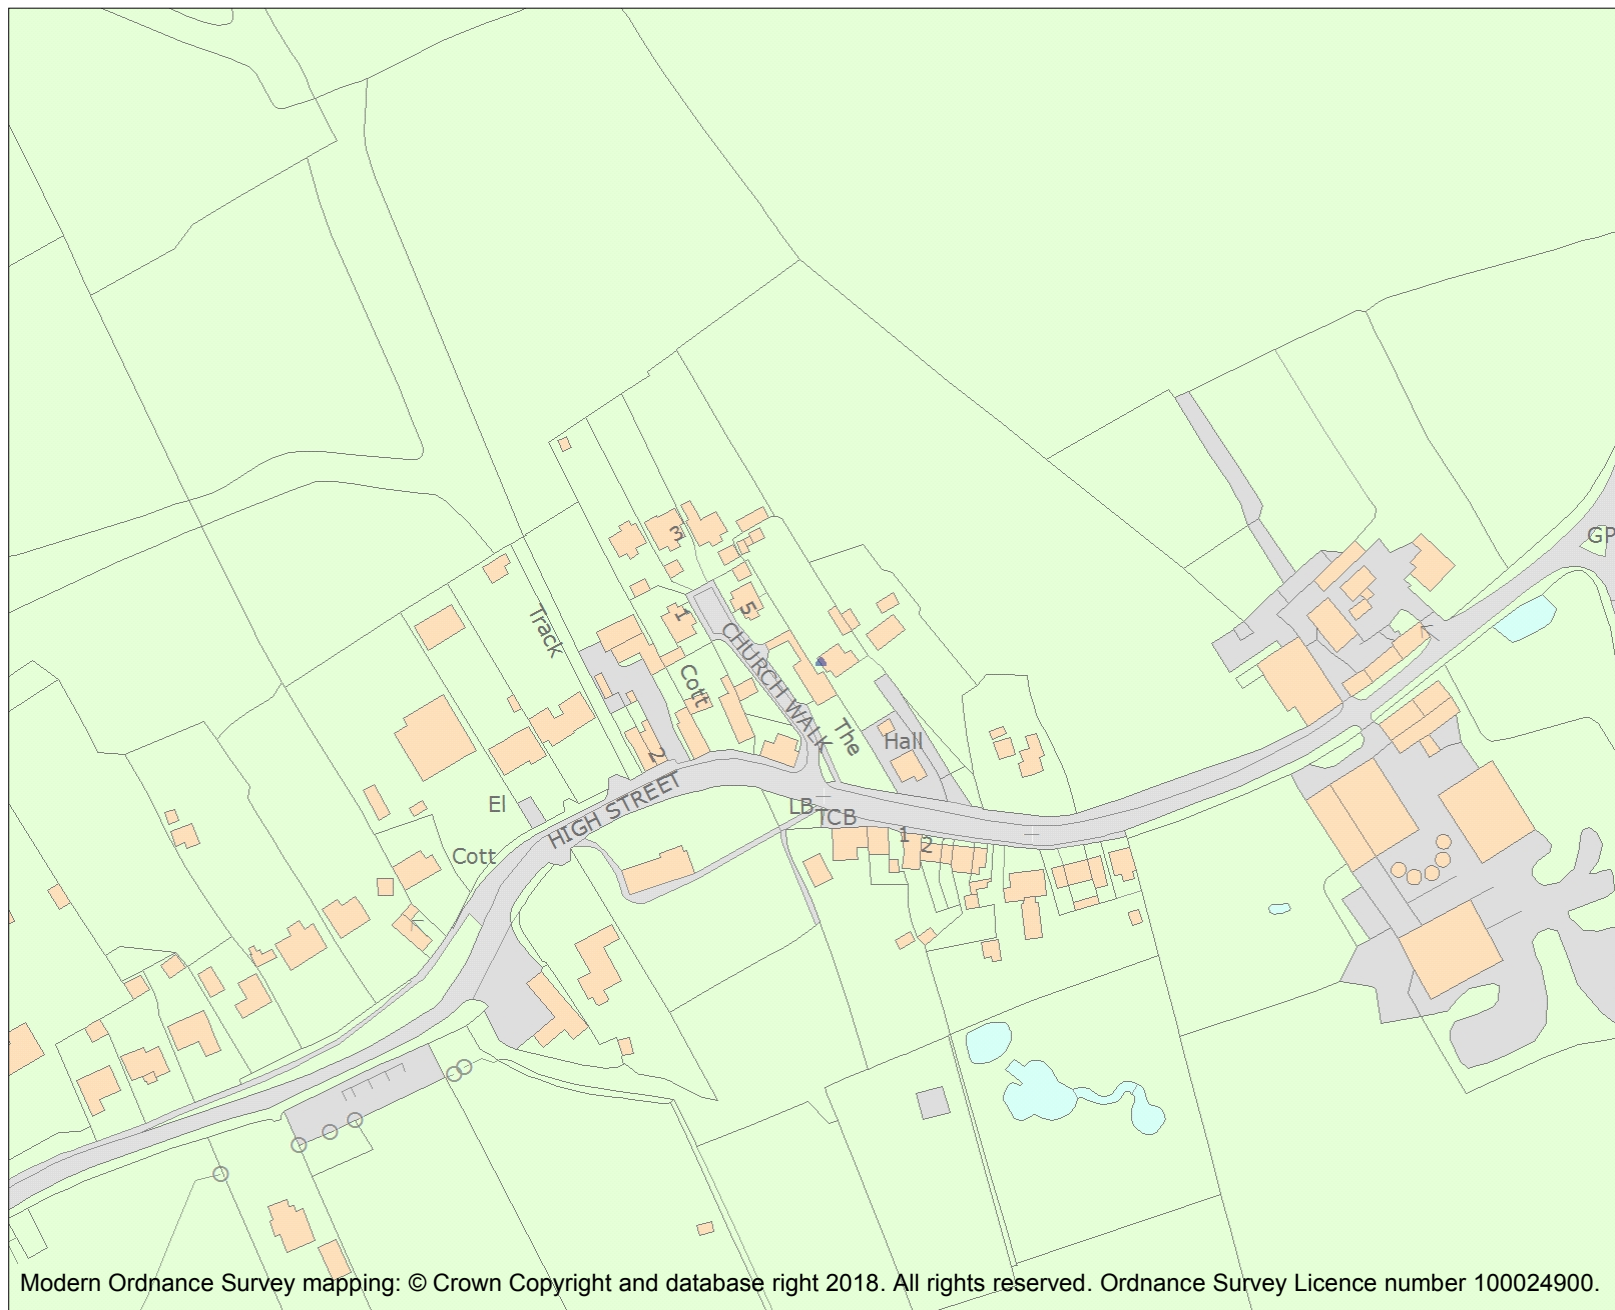 GP
3
Track
1
5
CHURCH WALK
Cott
The
Hall
2
HIGH STREET
El
LB
TCB
1
2
Cott
Modern Ordnance Survey mapping: © Crown Copyright and database right 2018. All rights reserved. Ordnance Survey Licence number 100024900.